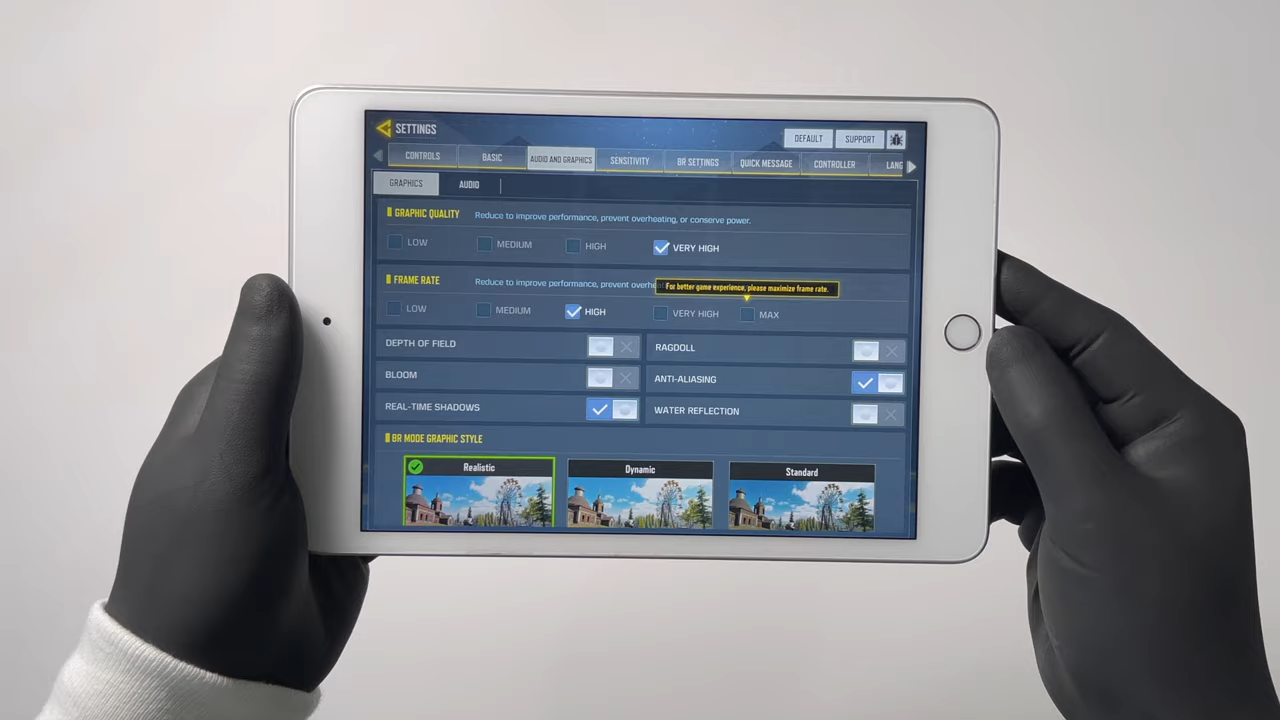 SETTINGS
DEFAULT SUPPORT
CONTROLS BASIC AUDIO AND GRAPHICS SENSITIVITY BR SETTINGS QUICK MESSAGE CONTROLLER LANG
GRAPHICS AUDIO
GRAPHIC QUALITY Reduce to improve performance, prevent overheating, or conserve power.
LOW MEDIUM HIGH VERY HIGH
FRAME RATE Reduce to improve performance, prevent overhea
For better game experience, please maximize frame rate.
LOW MEDIUM HIGH VERY HIGH MAX
DEPTH OF FIELD RAGDOLL
BLOOM ANTI-ALIASING
REAL-TIME SHADOWS WATER REFLECTION
BR MODE GRAPHIC STYLE
Realistic Dynamic Standard